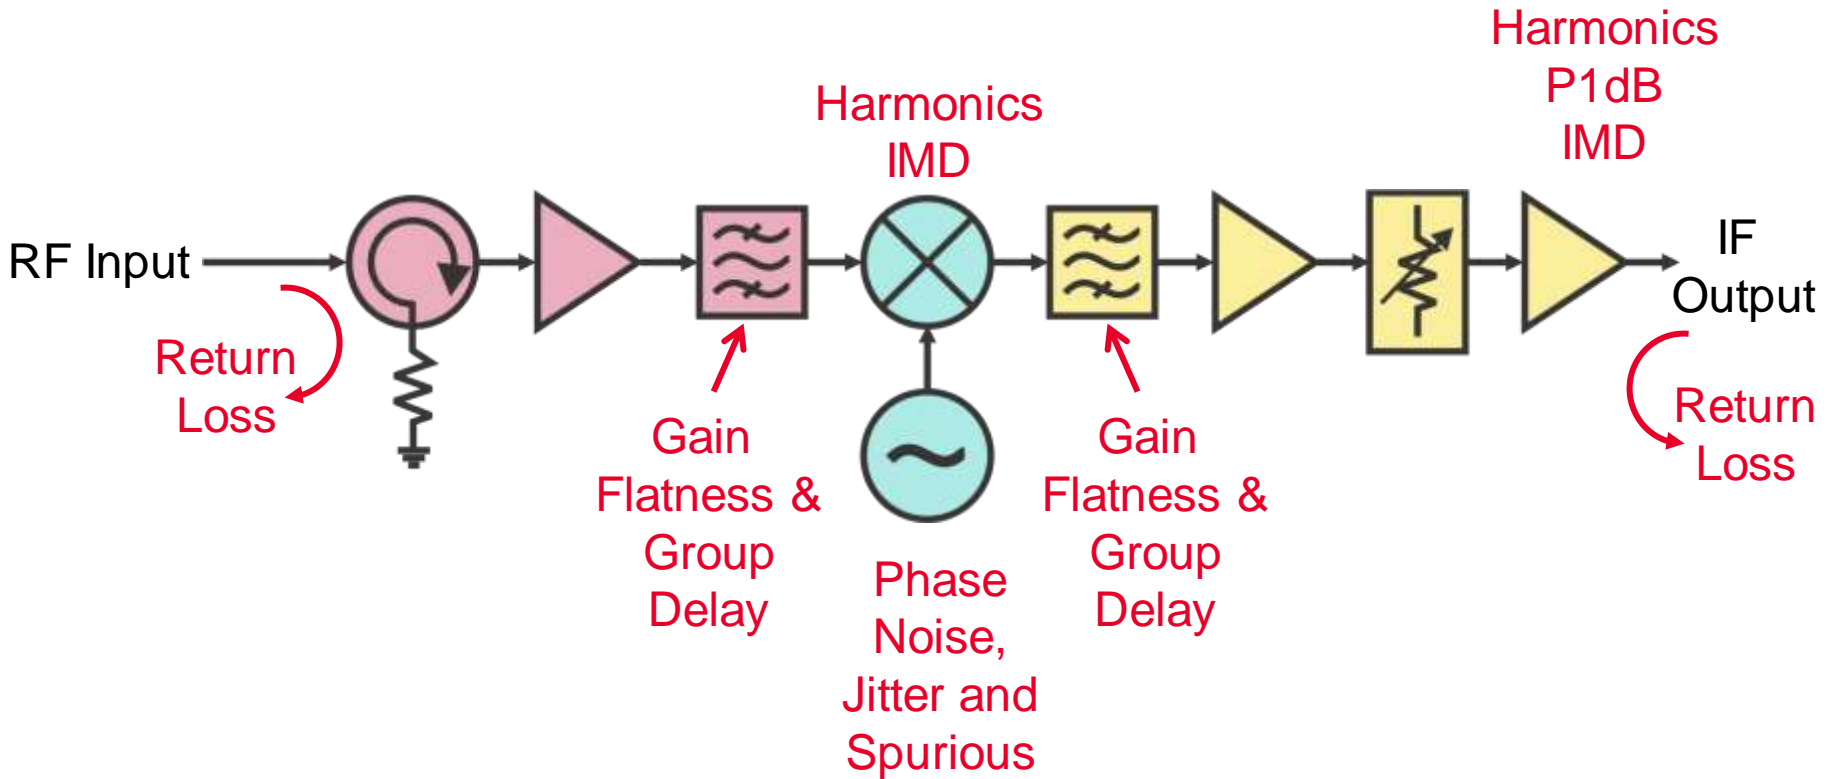 Harmonics
P1dB
IMD
Harmonics
IMD
RF Input
IF
Output
Return
Loss
Gain
Flatness &
Group
Delay
Phase
Noise,
Jitter and
Spurious
Gain
Flatness &
Group
Delay
Return
Loss